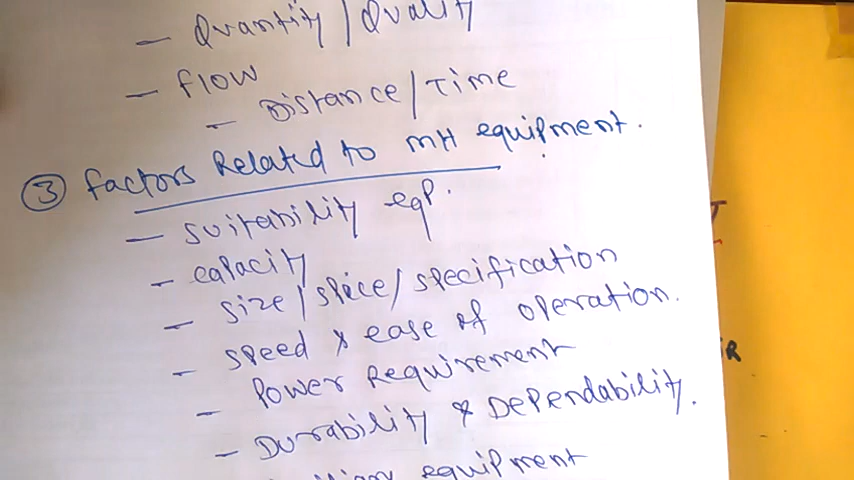 - Quantity / Quality
- Flow
- Distance / Time
③ Factors Related to MH equipment.
- Suitability eqp.
- capacity
- size / spice / specification
- speed & ease of operation.
- Power Requirement
- Durability & Dependability.
equipment